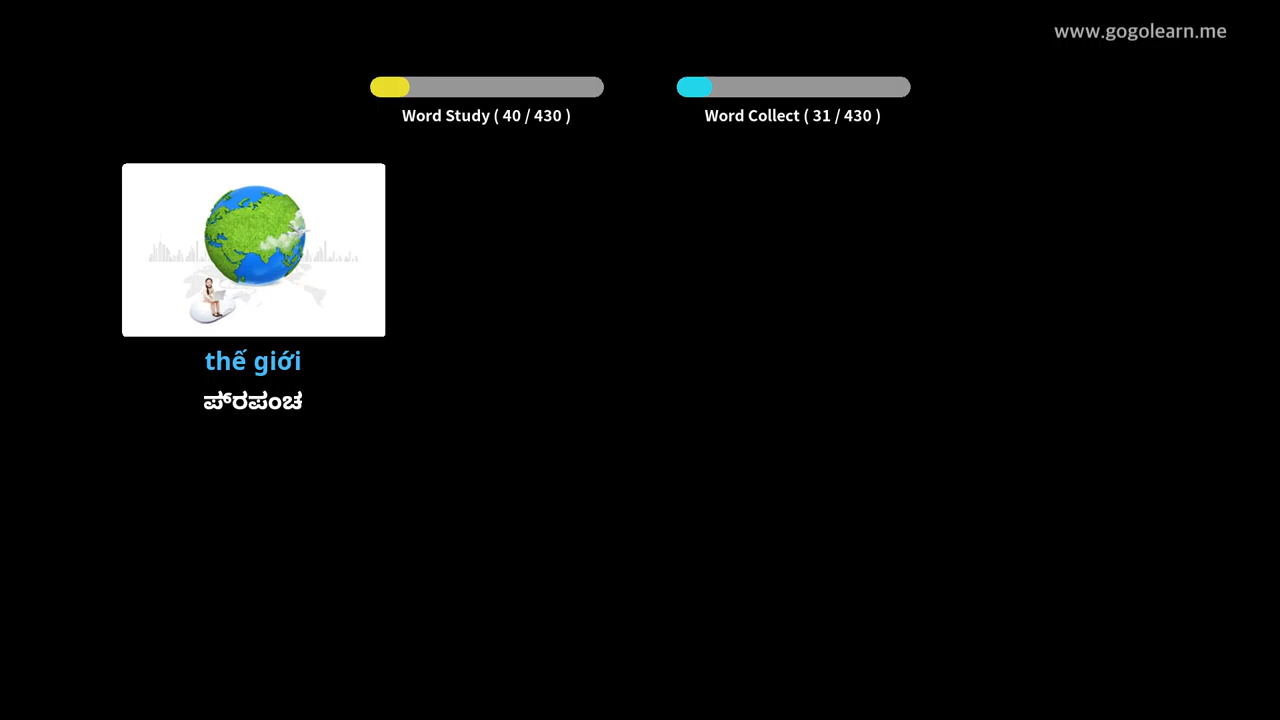 www.gogolearn.me
Word Study ( 40 / 430 )
Word Collect ( 31 / 430 )
thế giới
ಪ್ರಪಂಚ